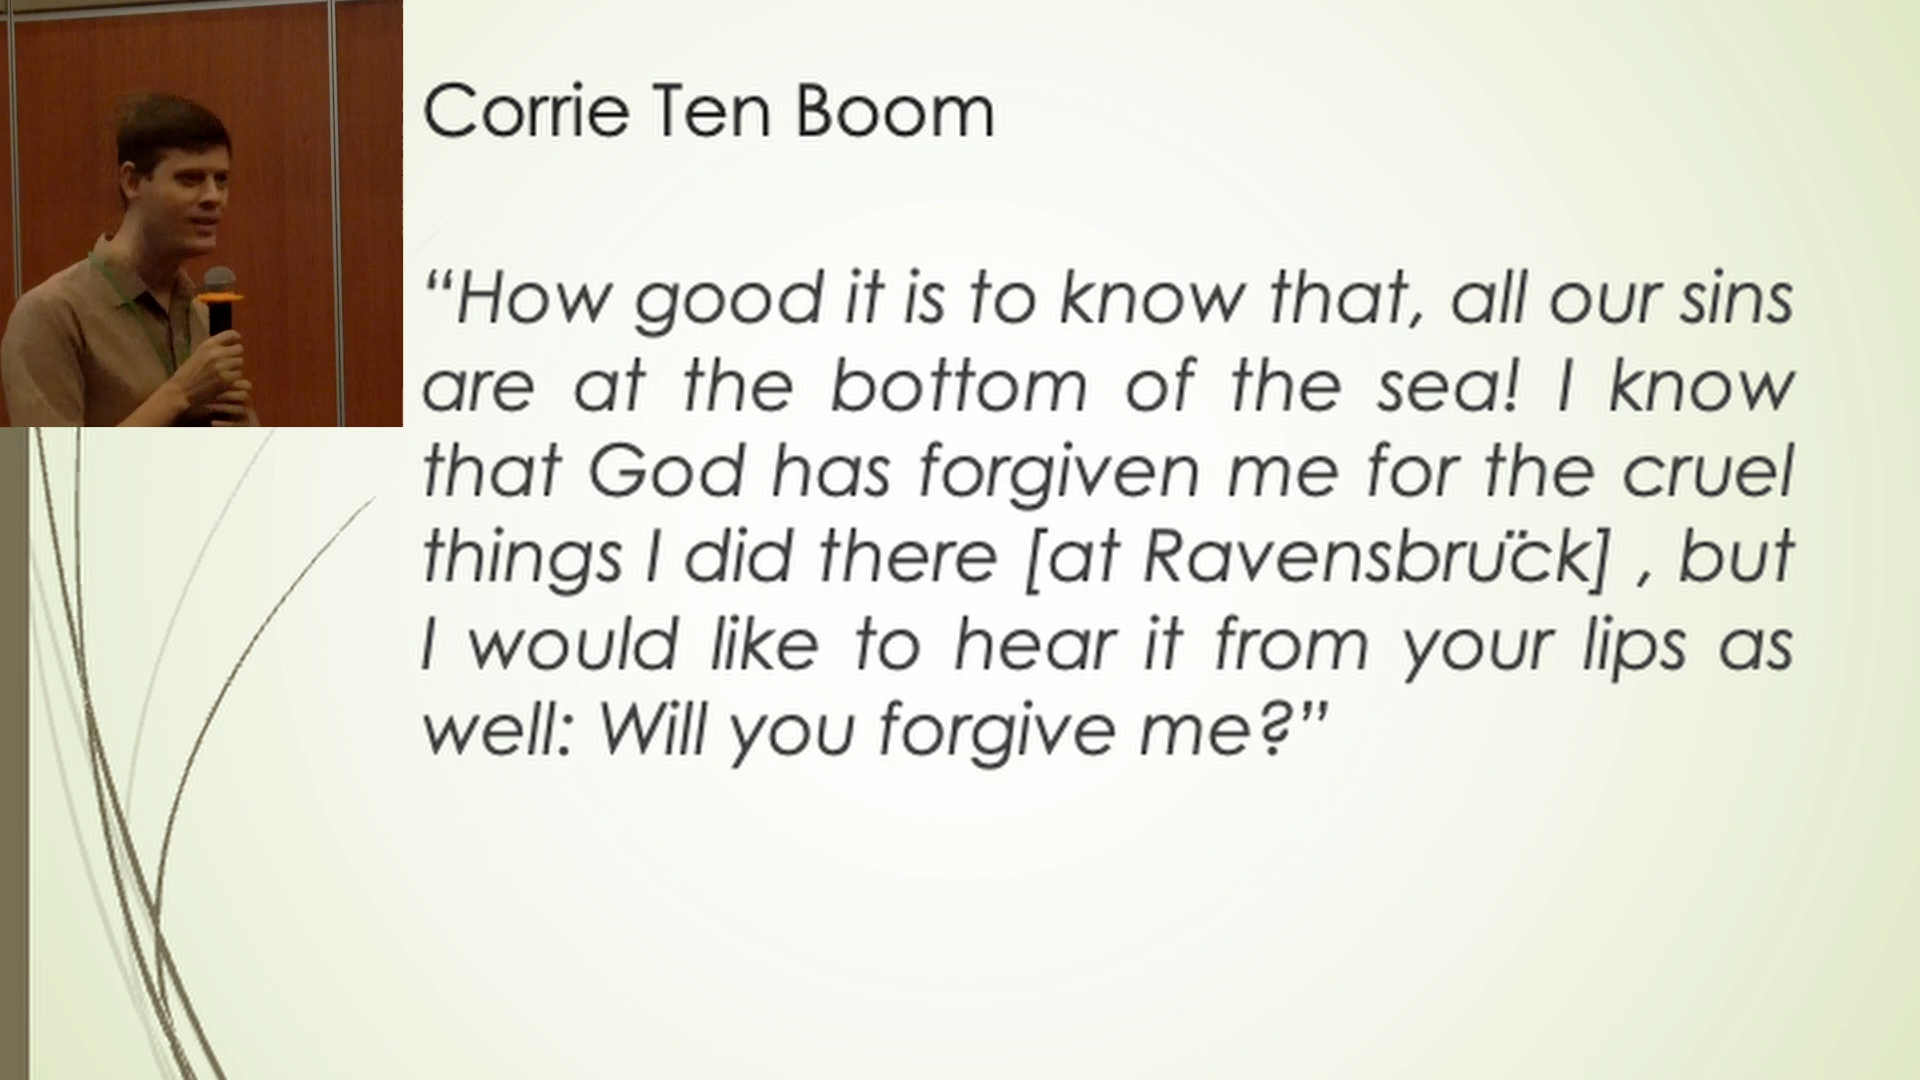 Corrie Ten Boom
“How good it is to know that, all our sins
are at the bottom of the sea! I know
that God has forgiven me for the cruel
things I did there [at Ravensbrück] , but
I would like to hear it from your lips as
well: Will you forgive me?”